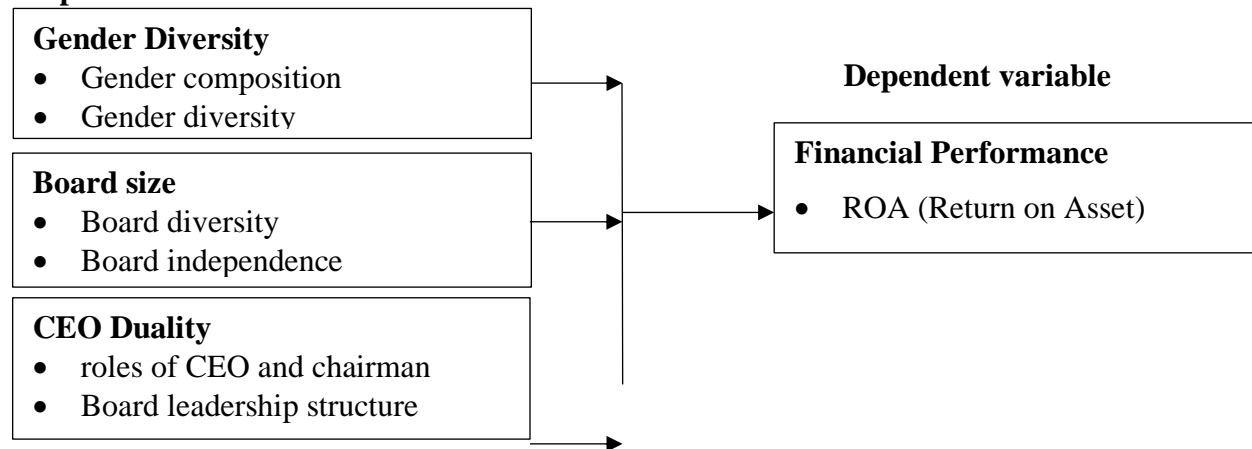 Gender Diversity
• Gender composition
• Gender diversity
Board size
• Board diversity
• Board independence
CEO Duality
• roles of CEO and chairman
• Board leadership structure
Dependent variable
Financial Performance
• ROA (Return on Asset)